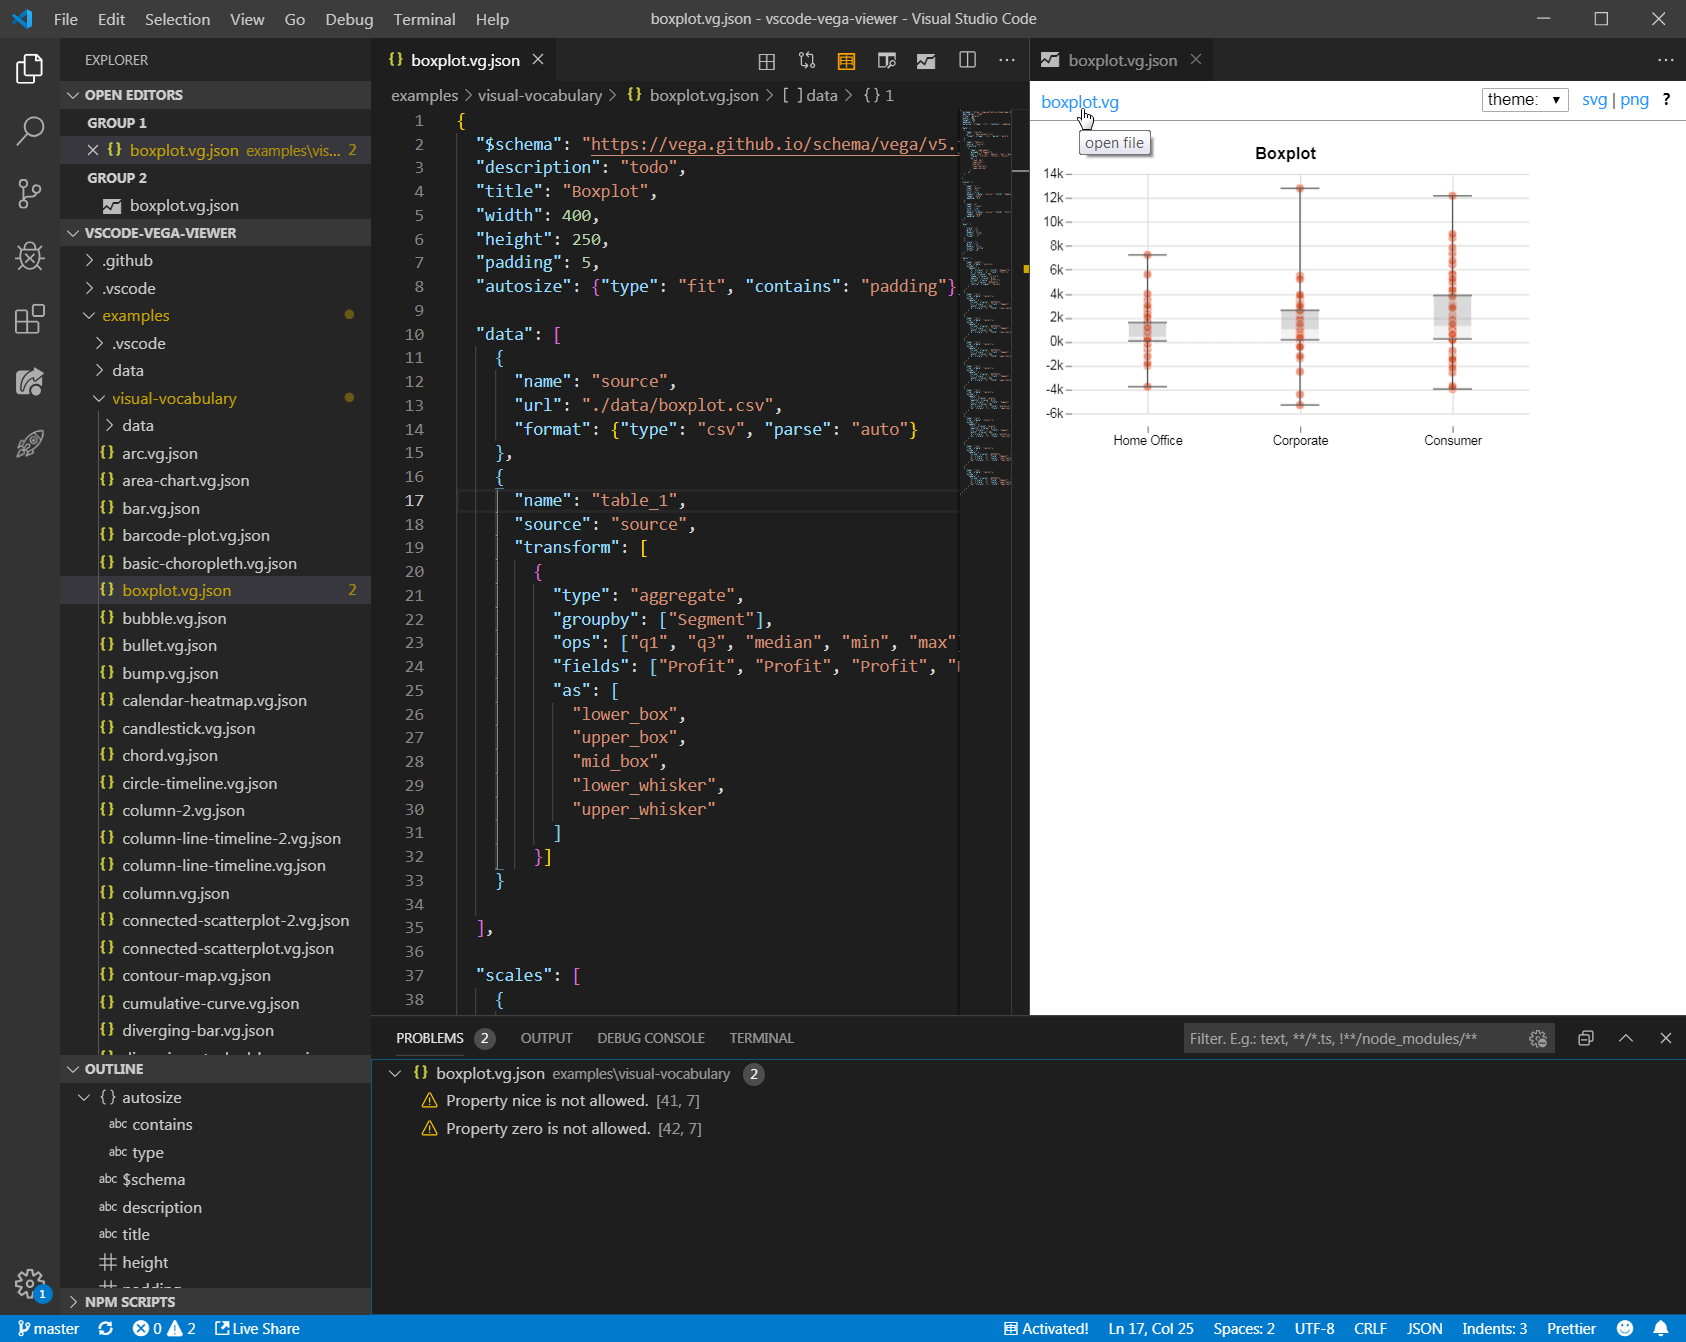 File Edit Selection View Go Debug Terminal Help
boxplot.vg.json - vscode-vega-viewer - Visual Studio Code
EXPLORER
OPEN EDITORS
GROUP 1
boxplot.vg.json examples\vis... 2
GROUP 2
boxplot.vg.json
VSCODE-VEGA-VIEWER
.github
.vscode
examples
.vscode
data
visual-vocabulary
data
arc.vg.json
area-chart.vg.json
bar.vg.json
barcode-plot.vg.json
basic-choropleth.vg.json
boxplot.vg.json 2
bubble.vg.json
bullet.vg.json
bump.vg.json
calendar-heatmap.vg.json
candlestick.vg.json
chord.vg.json
circle-timeline.vg.json
column-2.vg.json
column-line-timeline-2.vg.json
column-line-timeline.vg.json
column.vg.json
connected-scatterplot-2.vg.json
connected-scatterplot.vg.json
contour-map.vg.json
cumulative-curve.vg.json
diverging-bar.vg.json
OUTLINE
{ } autosize
abc contains
abc type
abc $schema
abc description
abc title
height
NPM SCRIPTS
1
{} boxplot.vg.json
examples > visual-vocabulary > {} boxplot.vg.json > [ ] data > { } 1
1 {
2 "$schema": "https://vega.github.io/schema/vega/v5.
3 "description": "todo",
4 "title": "Boxplot",
5 "width": 400,
6 "height": 250,
7 "padding": 5,
8 "autosize": {"type": "fit", "contains": "padding"}
9
10 "data": [
11 {
12 "name": "source",
13 "url": "./data/boxplot.csv",
14 "format": {"type": "csv", "parse": "auto"}
15 },
16 {
17 "name": "table_1",
18 "source": "source",
19 "transform": [
20 {
21 "type": "aggregate",
22 "groupby": ["Segment"],
23 "ops": ["q1", "q3", "median", "min", "max"
24 "fields": ["Profit", "Profit", "Profit", "
25 "as": [
26 "lower_box",
27 "upper_box",
28 "mid_box",
29 "lower_whisker",
30 "upper_whisker"
31 ]
32 }]
33 }
34
35 ],
36
37 "scales": [
38 {
boxplot.vg.json
boxplot.vg
theme: svg | png ?
open file
Boxplot
14k
12k
10k
8k
6k
4k
2k
0k
-2k
-4k
-6k
Home Office Corporate Consumer
PROBLEMS 2 OUTPUT DEBUG CONSOLE TERMINAL
Filter. E.g.: text, **/*.ts, !**/node_modules/**
{} boxplot.vg.json examples\visual-vocabulary 2
Property nice is not allowed. [41, 7]
Property zero is not allowed. [42, 7]
master 0 2 Live Share
Activated! Ln 17, Col 25 Spaces: 2 UTF-8 CRLF JSON Indents: 3 Prettier